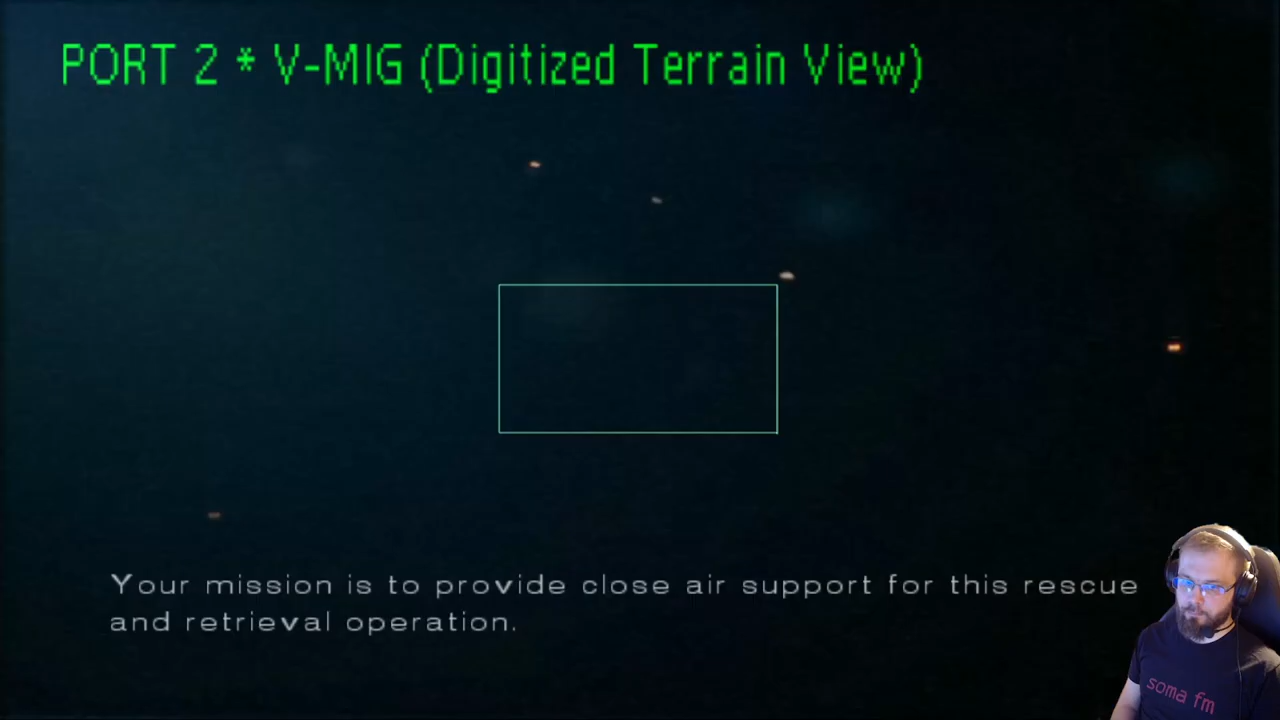 PORT 2 * V-MIG (Digitized Terrain View)
Your mission is to provide close air support for this rescue
and retrieval operation.
soma fm